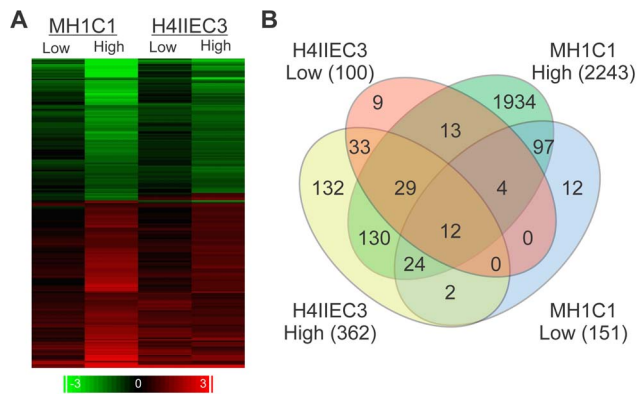 A
MH1C1 H4IIEC3
Low High Low High
-3 0 3
B
H4IIEC3
Low (100)
MH1C1
High (2243)
9 1934
13
33 97
132 29 4 12
12
130 0
24 0
2
H4IIEC3
High (362)
MH1C1
Low (151)